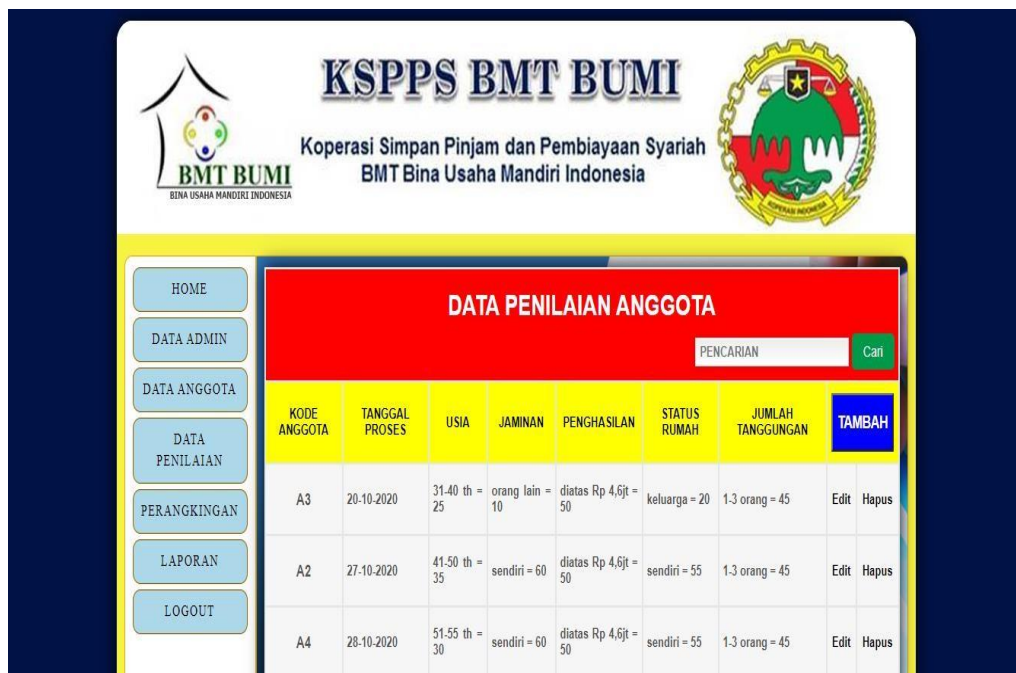 KSPPS BMT BUMI
Koperasi Simpan Pinjam dan Pembiayaan Syariah
BMT Bina Usaha Mandiri Indonesia
BMT BUMI
BINA USAHA MANDIRI INDONESIA
KOPERASI INDONESIA
HOME
DATA ADMIN
DATA ANGGOTA
DATA
PENILAIAN
PERANGKINGAN
LAPORAN
LOGOUT
DATA PENILAIAN ANGGOTA
PENCARIAN Cari
KODE ANGGOTA TANGGAL PROSES USIA JAMINAN PENGHASILAN STATUS RUMAH JUMLAH TANGGUNGAN TAMBAH
A3 20-10-2020 31-40 th = 25 orang lain = 10 diatas Rp 4,6jt = 50 keluarga = 20 1-3 orang = 45 Edit Hapus
A2 27-10-2020 41-50 th = 35 sendiri = 60 diatas Rp 4,6jt = 50 sendiri = 55 1-3 orang = 45 Edit Hapus
A4 28-10-2020 51-55 th = 30 sendiri = 60 diatas Rp 4,6jt = 50 sendiri = 55 1-3 orang = 45 Edit Hapus